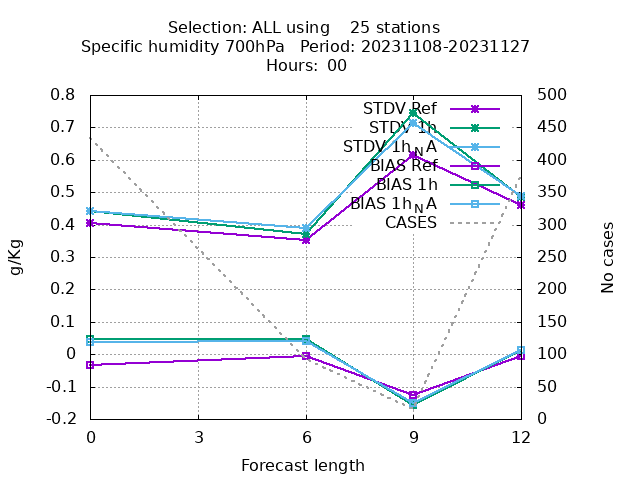 Selection: ALL using    25 stations
Specific humidity 700hPa   Period: 20231108-20231127
Hours: 00
STDV Ref
STDV 1h
STDV 1h_NA
BIAS Ref
BIAS 1h
BIAS 1h_NA
CASES
0.8
0.7
0.6
0.5
0.4
0.3
0.2
0.1
0
-0.1
-0.2
500
450
400
350
300
250
200
150
100
50
0
g/Kg
No cases
0 3 6 9 12
Forecast length